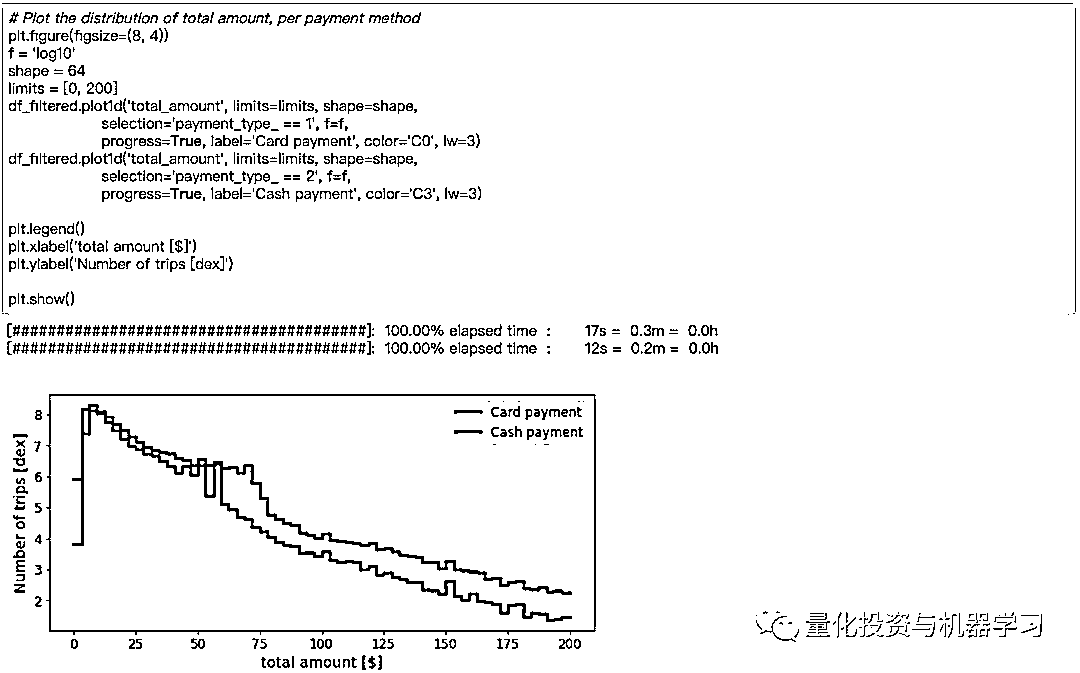 # Plot the distribution of total amount, per payment method
plt.figure(figsize=(8, 4))
f = 'log10'
shape = 64
limits = [0, 200]
df_filtered.plot1d('total_amount', limits=limits, shape=shape,
selection='payment_type_ == 1', f=f,
progress=True, label='Card payment', color='C0', lw=3)
df_filtered.plot1d('total_amount', limits=limits, shape=shape,
selection='payment_type_ == 2', f=f,
progress=True, label='Cash payment', color='C3', lw=3)
plt.legend()
plt.xlabel('total amount [$]')
plt.ylabel('Number of trips [dex]')
plt.show()
[########################################]: 100.00% elapsed time : 17s = 0.3m = 0.0h
[########################################]: 100.00% elapsed time : 12s = 0.2m = 0.0h
Card payment
Cash payment
Number of trips [dex]
8
7
6
5
4
3
2
0 25 50 75 100 125 150 175 200
total amount [$]
量化投资与机器学习